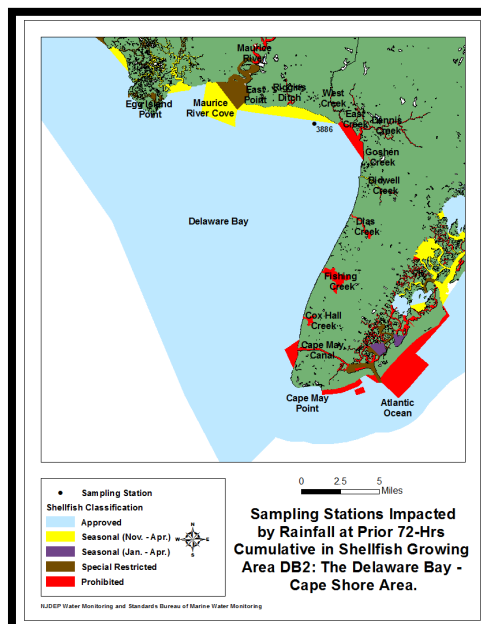 Maurice
River
Egg Island
Point
Maurice
River Cove
East
Point
Riggins
Ditch
West
Creek
East
Creek
Dennis
Creek
3886
Goshen
Creek
Bidwell
Creek
Delaware Bay
Dias
Creek
Fishing
Creek
Cox Hall
Creek
Cape May
Canal
Cape May
Point
Atlantic
Ocean
Sampling Station
Shellfish Classification
Approved
Seasonal (Nov. - Apr.)
Seasonal (Jan. - Apr.)
Special Restricted
Prohibited
N
W E
S
0 2.5 5
Miles
Sampling Stations Impacted
by Rainfall at Prior 72-Hrs
Cumulative in Shellfish Growing
Area DB2: The Delaware Bay -
Cape Shore Area.
NJDEP Water Monitoring and Standards Bureau of Marine Water Monitoring